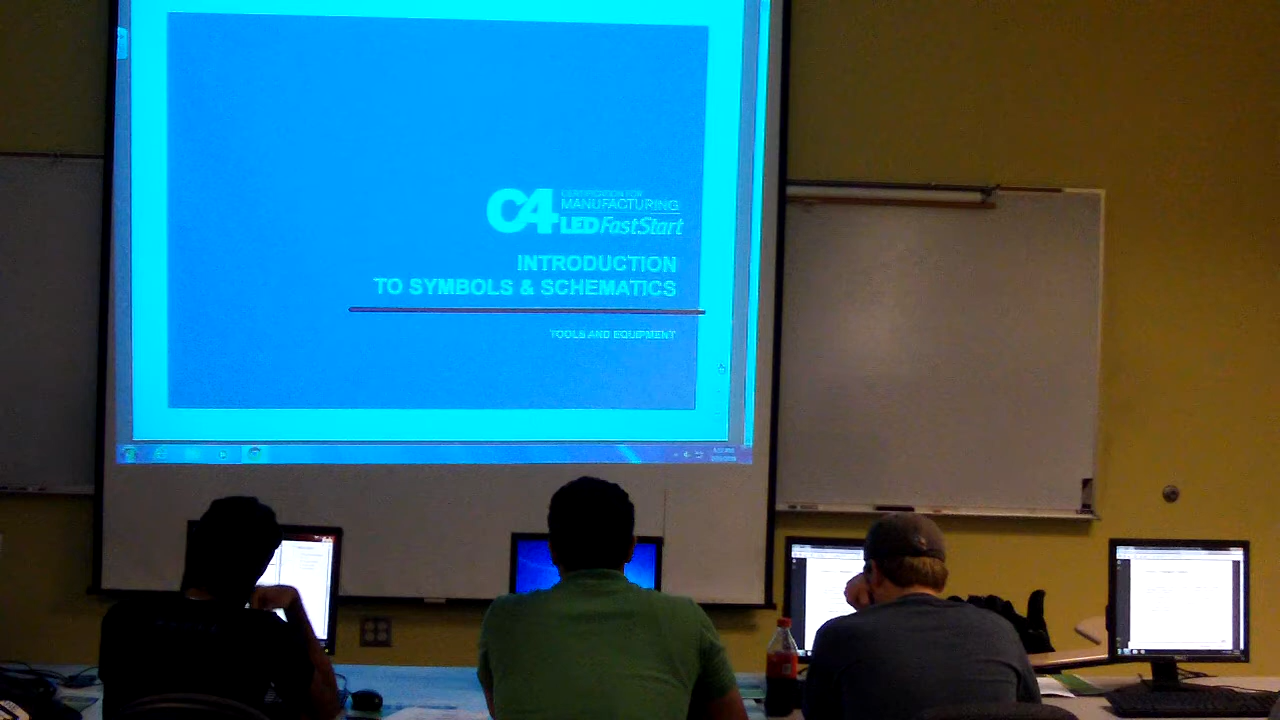 C4
CERTIFICATION FOR
MANUFACTURING
LED FastStart
INTRODUCTION
TO SYMBOLS & SCHEMATICS
TOOLS AND EQUIPMENT